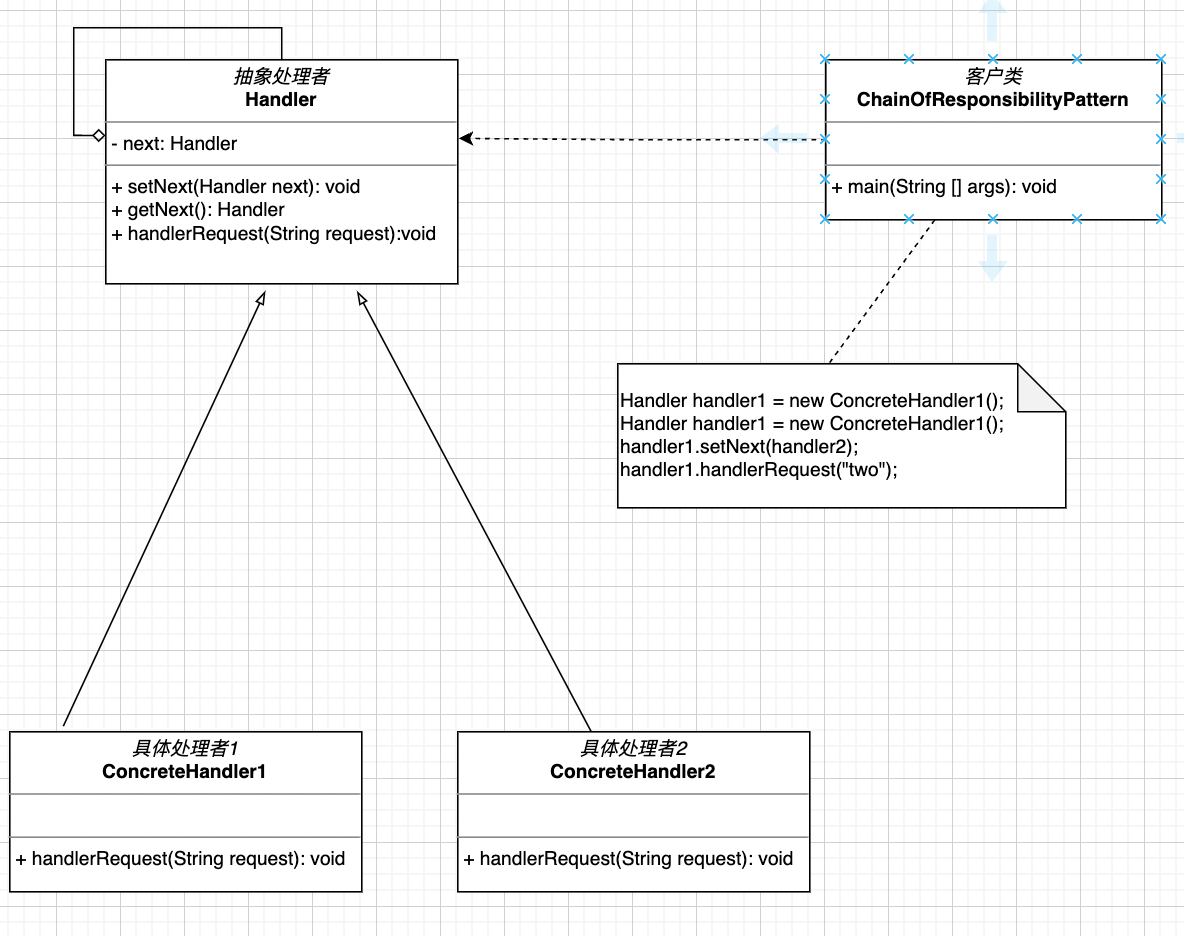 抽象处理者
Handler
- next: Handler
+ setNext(Handler next): void
+ getNext(): Handler
+ handlerRequest(String request):void
客户类
ChainOfResponsibilityPattern
+ main(String [] args): void
Handler handler1 = new ConcreteHandler1();
Handler handler1 = new ConcreteHandler1();
handler1.setNext(handler2);
handler1.handlerRequest("two");
具体处理者1
ConcreteHandler1
+ handlerRequest(String request): void
具体处理者2
ConcreteHandler2
+ handlerRequest(String request): void